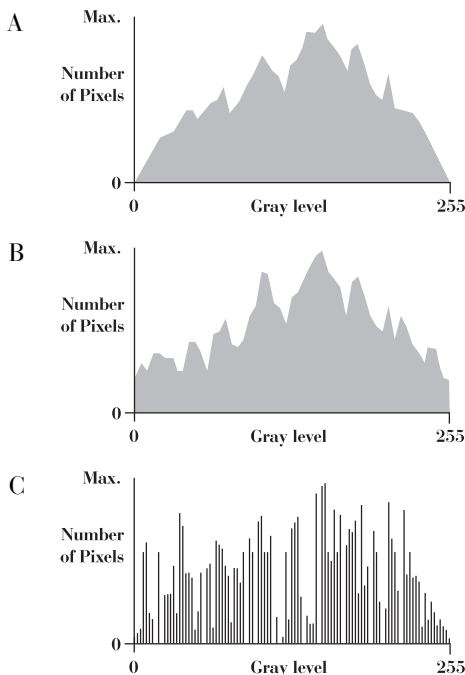 A
Max.
Number
of Pixels
0
0 Gray level 255
B
Max.
Number
of Pixels
0
0 Gray level 255
C
Max.
Number
of Pixels
0
0 Gray level 255